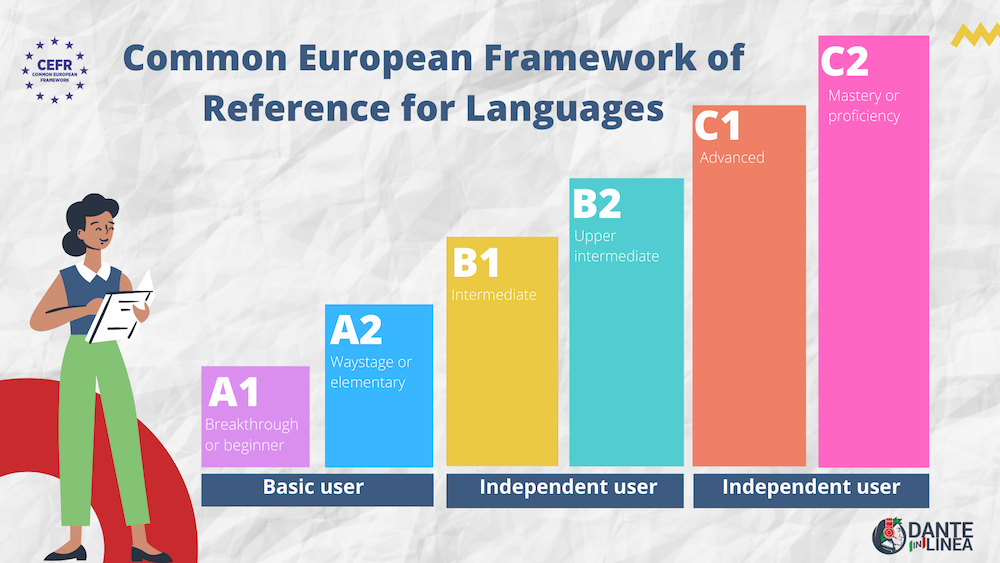 CEFR
COMMON EUROPEAN
FRAMEWORK
Common European Framework of
Reference for Languages
A1
Breakthrough
or beginner
A2
Waystage or
elementary
B1
Intermediate
B2
Upper
intermediate
C1
Advanced
C2
Mastery or
proficiency
Basic user
Independent user
Independent user
DANTE
IN LINEA